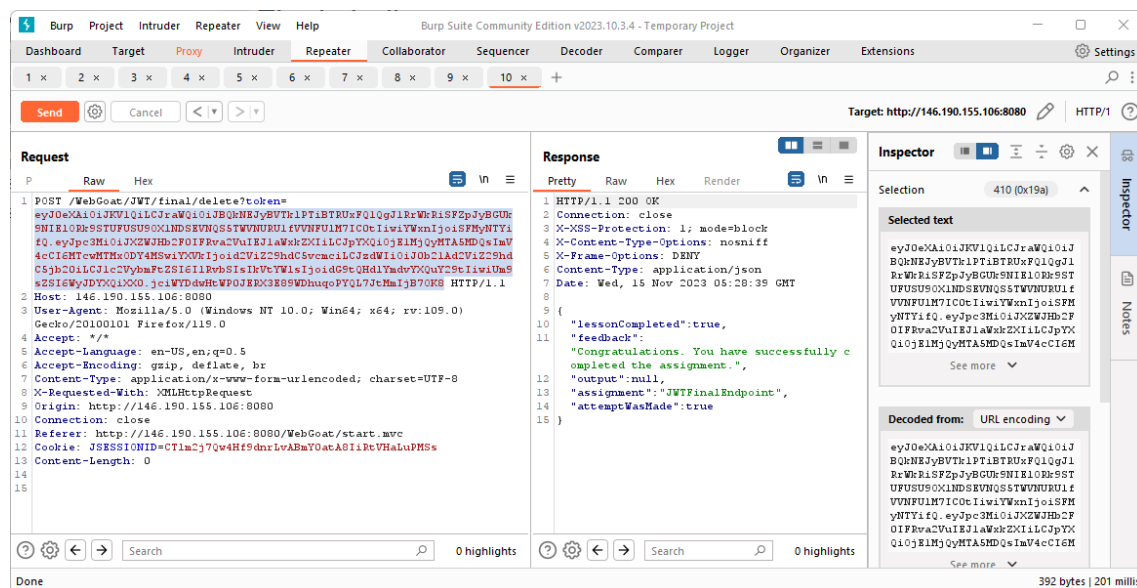 Burp Project Intruder Repeater View Help Burp Suite Community Edition v2023.10.3.4 - Temporary Project
Dashboard Target Proxy Intruder Repeater Collaborator Sequencer Decoder Comparer Logger Organizer Extensions Settings
1 × 2 × 3 × 4 × 5 × 6 × 7 × 8 × 9 × 10 × +
Send Cancel < > Target: http://146.190.155.106:8080 HTTP/1
Request
P Raw Hex \n
1 POST /WebGoat/JWT/final/delete?token=
HTTP/1.1
2 Host: 146.190.155.106:8080
3 User-Agent: Mozilla/5.0 (Windows NT 10.0; Win64; x64; rv:109.0)
Gecko/20100101 Firefox/119.0
4 Accept: */*
5 Accept-Language: en-US,en;q=0.5
6 Accept-Encoding: gzip, deflate, br
7 Content-Type: application/x-www-form-urlencoded; charset=UTF-8
8 X-Requested-With: XMLHttpRequest
9 Origin: http://146.190.155.106:8080
10 Connection: close
11 Referer: http://146.190.155.106:8080/WebGoat/start.mvc
12 Cookie: JSESSIONID=
13 Content-Length: 0
14
15
Search 0 highlights
Response
Pretty Raw Hex Render \n
1 HTTP/1.1 200 OK
2 Connection: close
3 X-XSS-Protection: 1; mode=block
4 X-Content-Type-Options: nosniff
5 X-Frame-Options: DENY
6 Content-Type: application/json
7 Date: Wed, 15 Nov 2023 05:28:39 GMT
8
9 {
10 "lessonCompleted":true,
11 "feedback":
"Congratulations. You have successfully c
ompleted the assignment.",
12 "output":null,
13 "assignment":"JWTFinalEndpoint",
14 "attemptWasMade":true
15 }
Search 0 highlights
Inspector
Selection 410 (0x19a)
Selected text
See more
Decoded from: URL encoding
See more
Inspector
Notes
Done 392 bytes | 201 millis